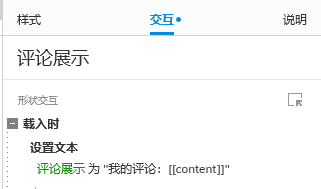 样式 交互 说明
评论展示
形状交互
载入时
设置文本
评论展示 为 "我的评论：[[content]]"